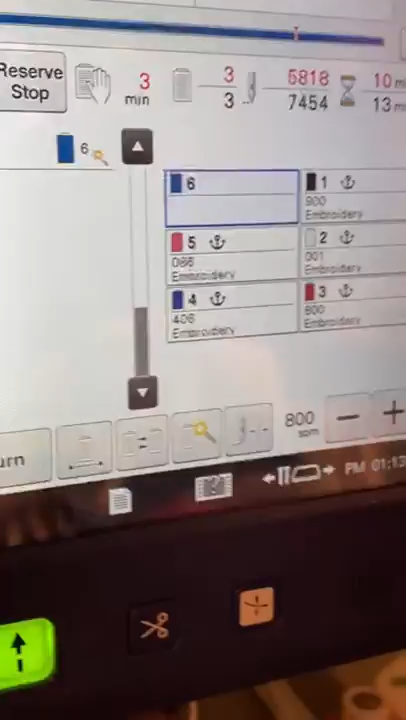 Reserve
Stop
3
min
3
3
5818
7454
10 m
13 m
6
6
1
900
Embroidery
5
086
Embroidery
2
001
Embroidery
4
406
Embroidery
3
800
Embroidery
urn
800
spm
PM 01:13